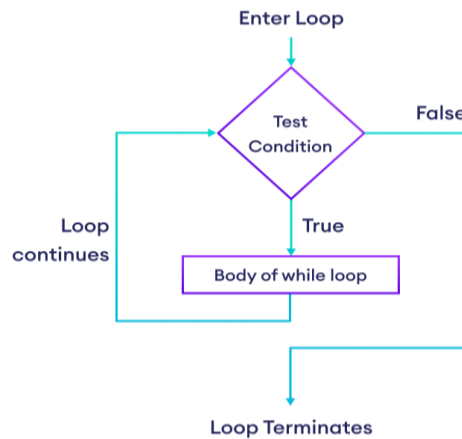 Enter Loop
Test
Condition
False
True
Loop
continues
Body of while loop
Loop Terminates